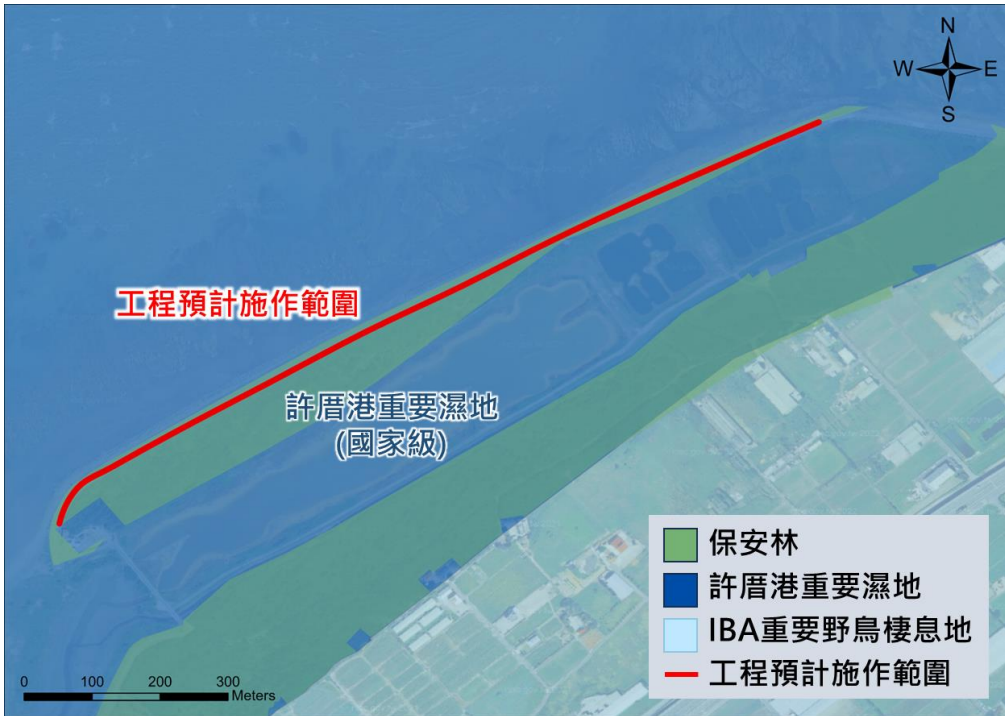 N
W E
S
工程預計施作範圍
許厝港重要濕地
(國家級)
保安林
許厝港重要濕地
IBA重要野鳥棲息地
工程預計施作範圍
0 100 200 300
Meters